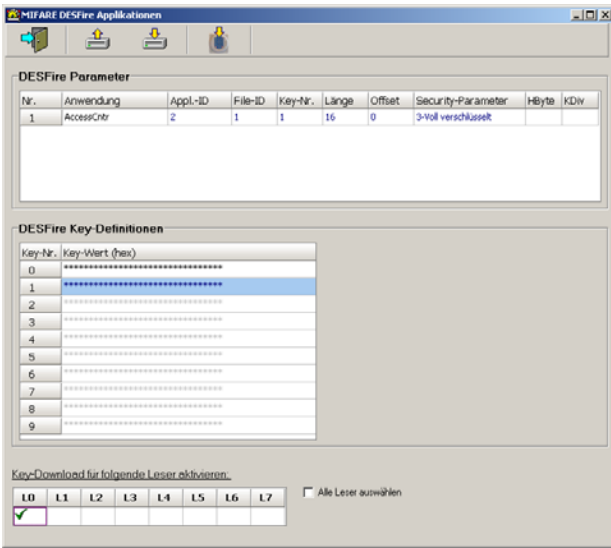 MIFARE DESFire Applikationen
DESFire Parameter
Nr. Anwendung Appl.-ID File-ID Key-Nr. Länge Offset Security-Parameter HByte KDiv
1 AccessCntr 2 1 1 16 0 3-Voll verschlüsselt
DESFire Key-Definitionen
Key-Nr. Key-Wert (hex)
0 ********************************
1 ********************************
2 ********************************
3 ********************************
4 ********************************
5 ********************************
6 ********************************
7 ********************************
8 ********************************
9 ********************************
Key-Download für folgende Leser aktivieren:
L0 L1 L2 L3 L4 L5 L6 L7
Alle Leser auswählen